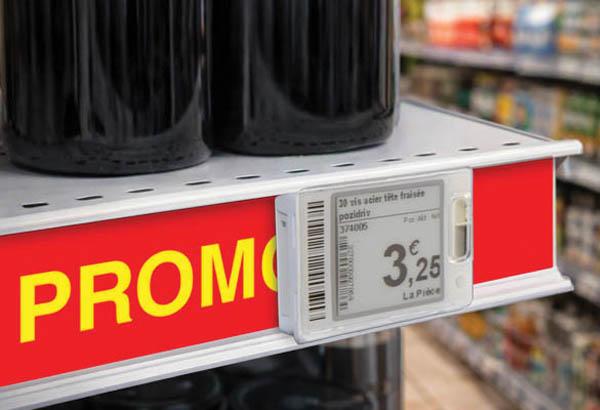 PROMO
30 vis acier tête fraisée
pozidriv
374005
3€,25
La Pièce